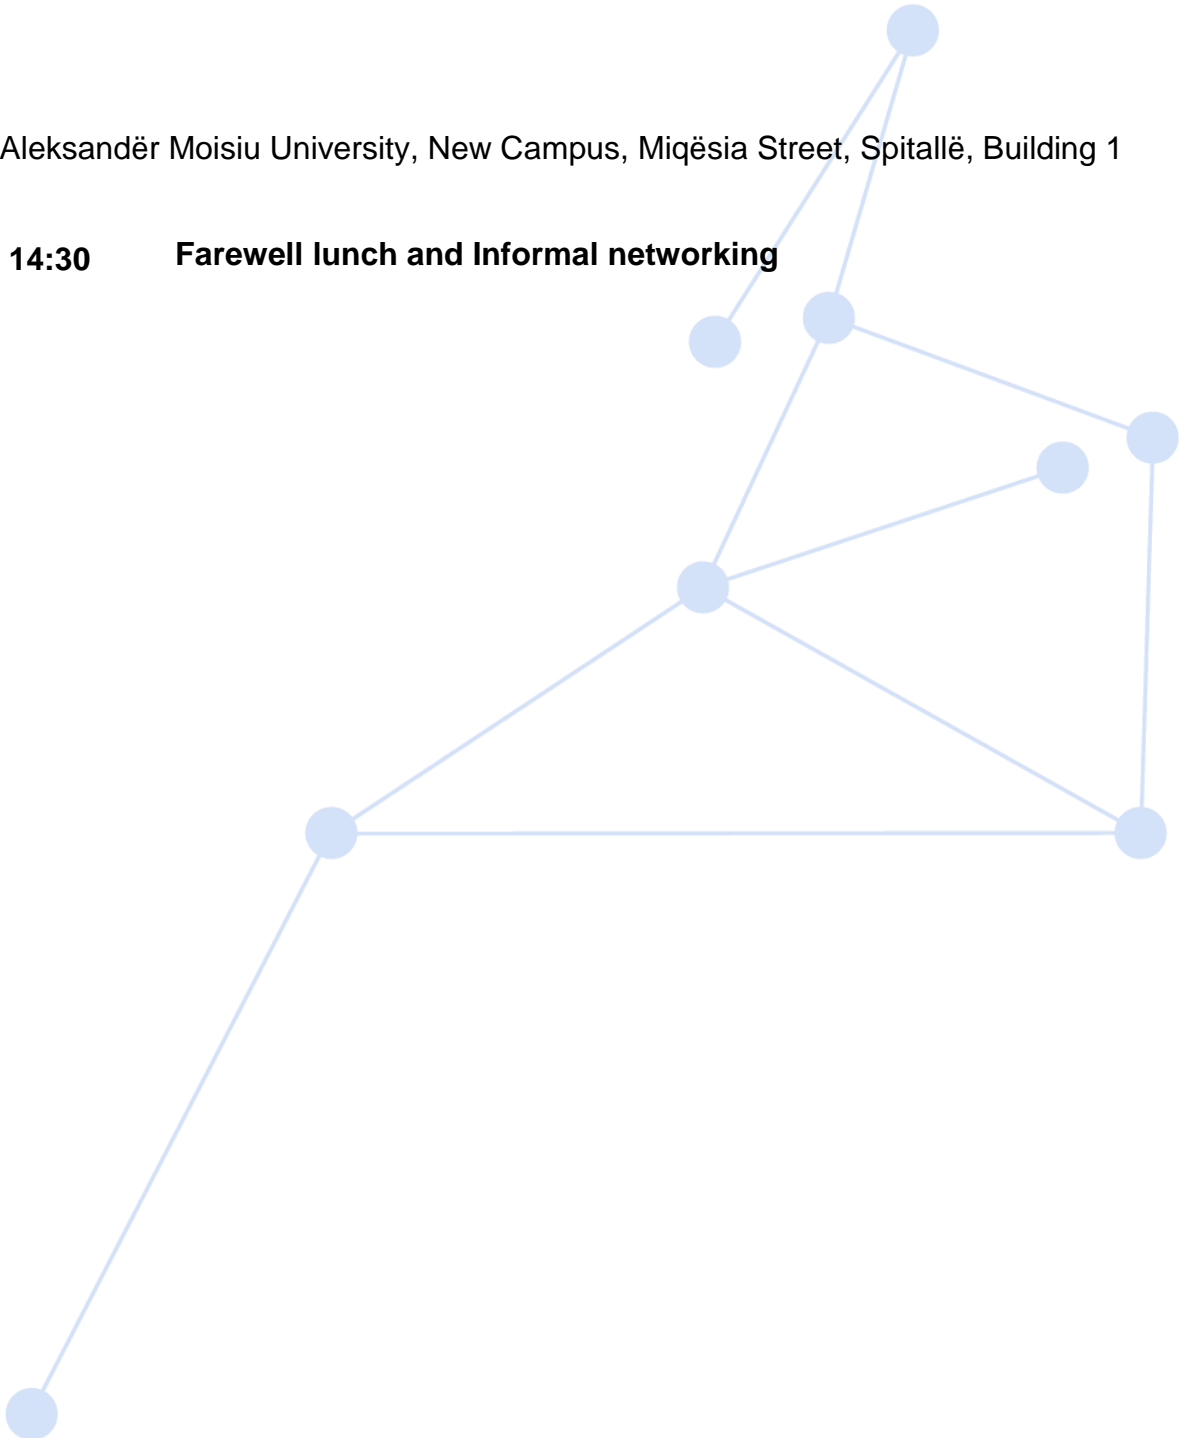 Aleksandër Moisiu University, New Campus, Miqësia Street, Spitallë, Building 1
14:30 Farewell lunch and Informal networking